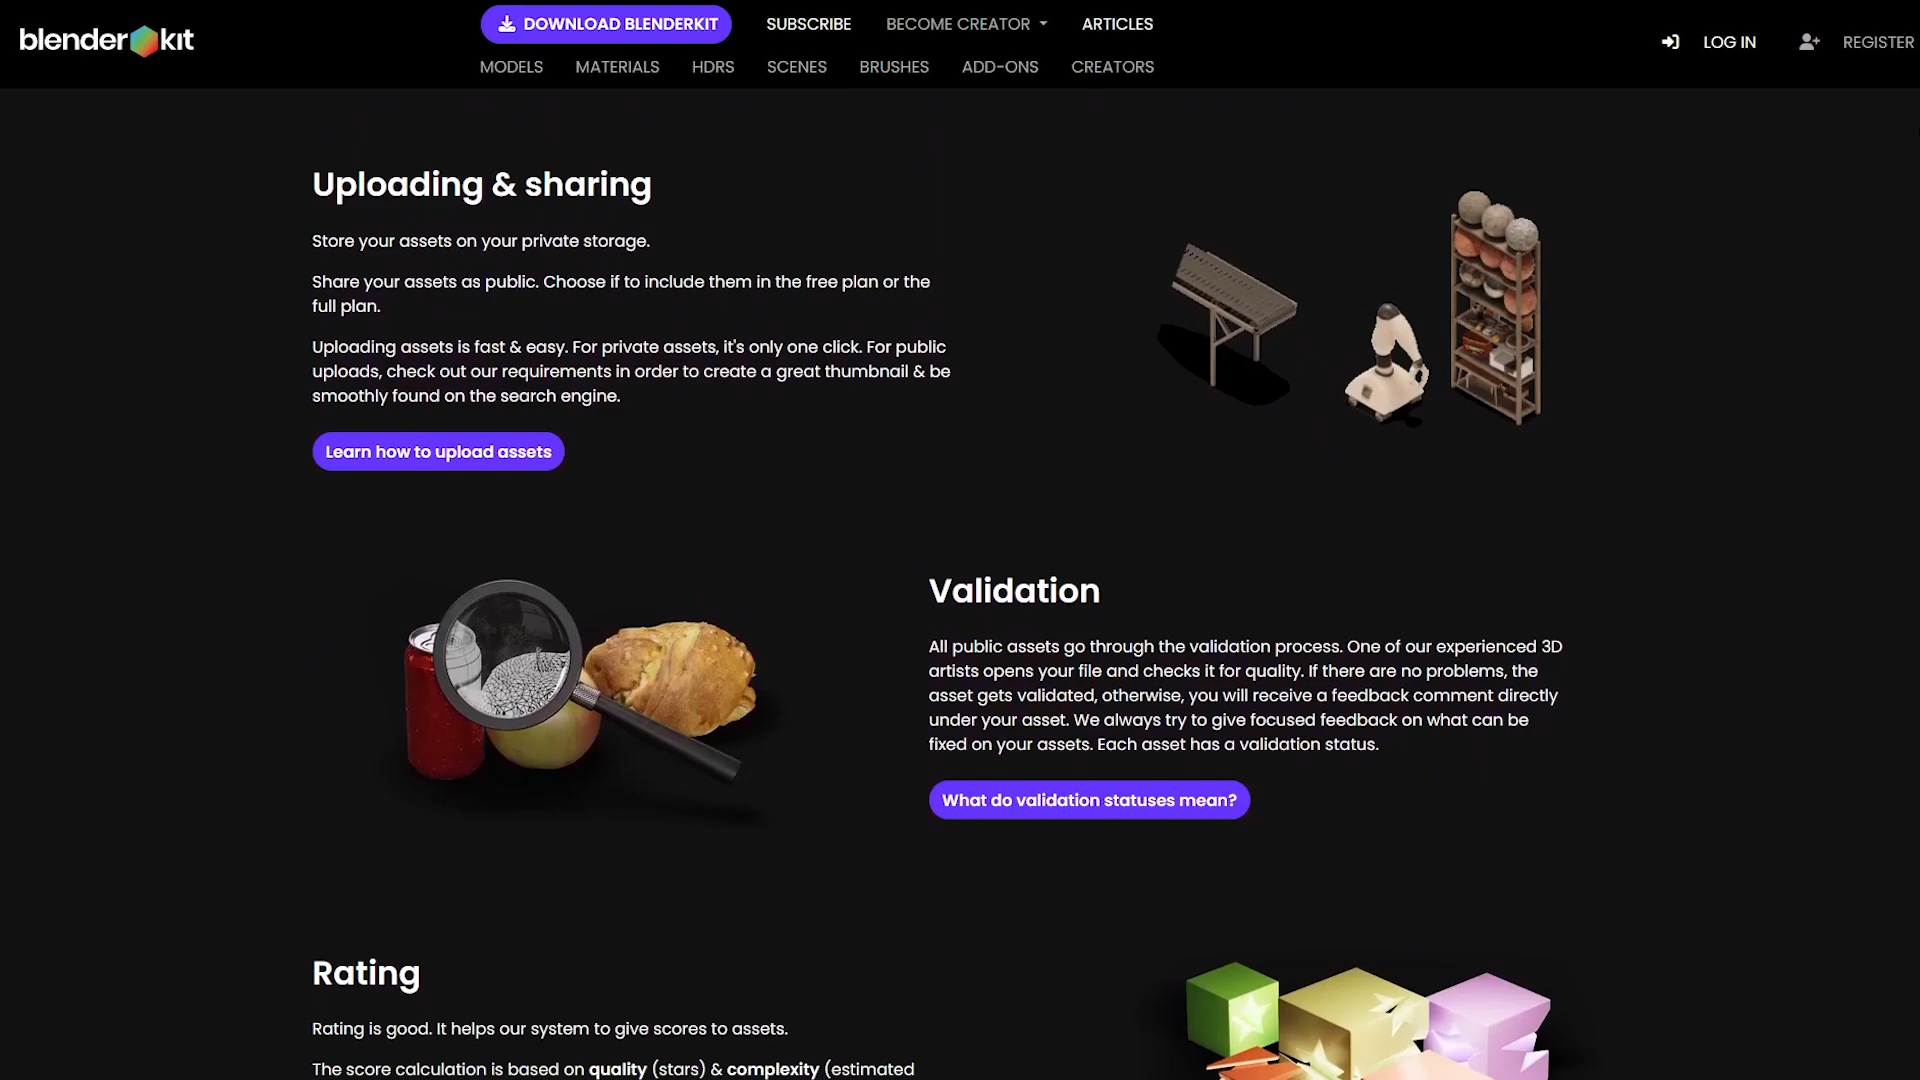 blenderkit
DOWNLOAD BLENDERKIT
SUBSCRIBE
BECOME CREATOR
ARTICLES
MODELS
MATERIALS
HDRS
SCENES
BRUSHES
ADD-ONS
CREATORS
LOG IN
REGISTER
Uploading & sharing
Store your assets on your private storage.
Share your assets as public. Choose if to include them in the free plan or the
full plan.
Uploading assets is fast & easy. For private assets, it's only one click. For public
uploads, check out our requirements in order to create a great thumbnail & be
smoothly found on the search engine.
Learn how to upload assets
Validation
All public assets go through the validation process. One of our experienced 3D
artists opens your file and checks it for quality. If there are no problems, the
asset gets validated, otherwise, you will receive a feedback comment directly
under your asset. We always try to give focused feedback on what can be
fixed on your assets. Each asset has a validation status.
What do validation statuses mean?
Rating
Rating is good. It helps our system to give scores to assets.
The score calculation is based on quality (stars) & complexity (estimated